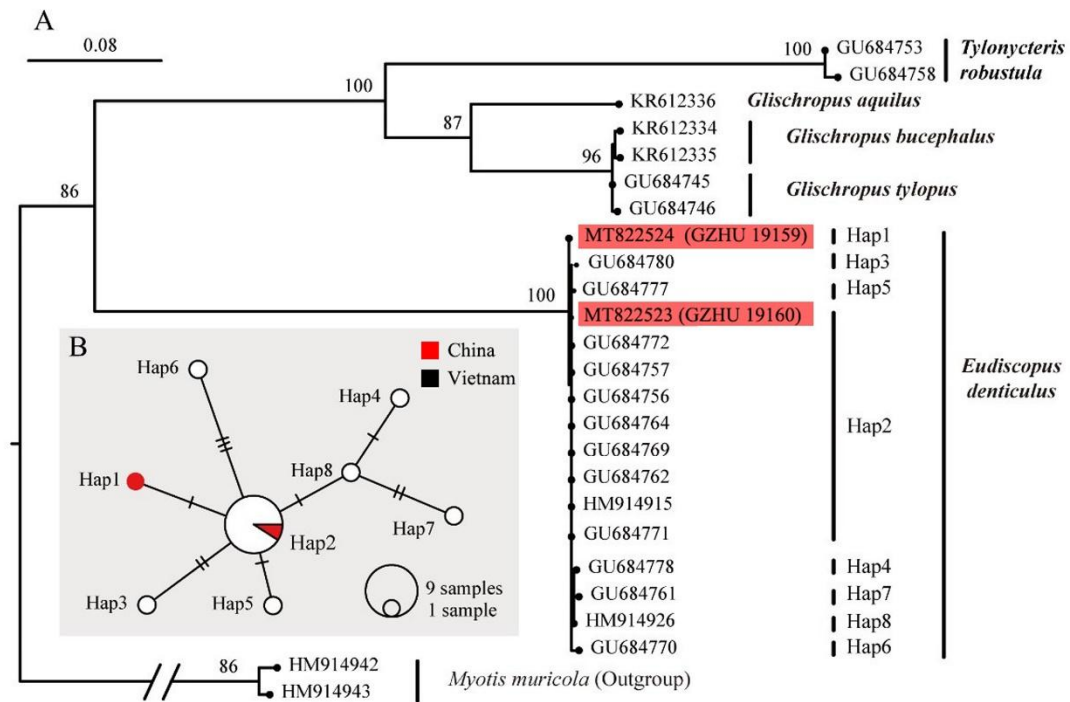 A
0.08
100
GU684753
GU684758
Tylonycteris
robustula
100
KR612336
Glischropus aquilus
87
KR612334
KR612335
Glischropus bucephalus
96
GU684745
GU684746
Glischropus tylopus
86
MT822524 (GZHU 19159)
Hap1
GU684780
Hap3
GU684777
Hap5
100
MT822523 (GZHU 19160)
GU684772
GU684757
GU684756
GU684764
GU684769
GU684762
HM914915
GU684771
Hap2
Eudiscopus
denticulus
GU684778
Hap4
GU684761
Hap7
HM914926
Hap8
GU684770
Hap6
B
China
Vietnam
Hap6
Hap4
Hap1
Hap8
Hap2
Hap7
Hap3
Hap5
9 samples
1 sample
86
HM914942
HM914943
Myotis muricola (Outgroup)